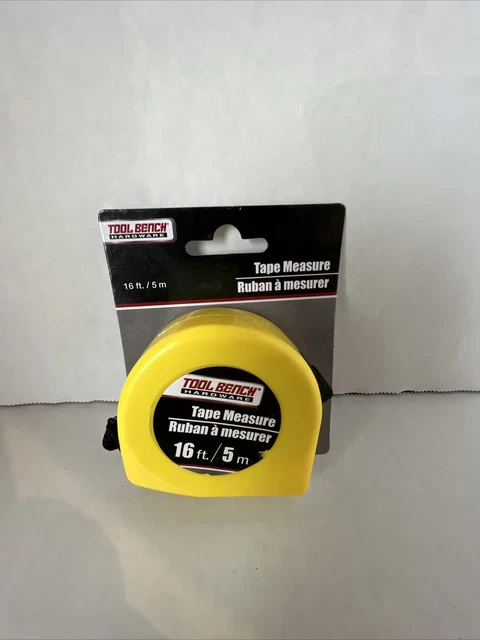 TOOL BENCH
HARDWARE
Tape Measure
Ruban à mesurer
16 ft. / 5 m
TOOL BENCH
HARDWARE
Tape Measure
Ruban à mesurer
16 ft. / 5 m